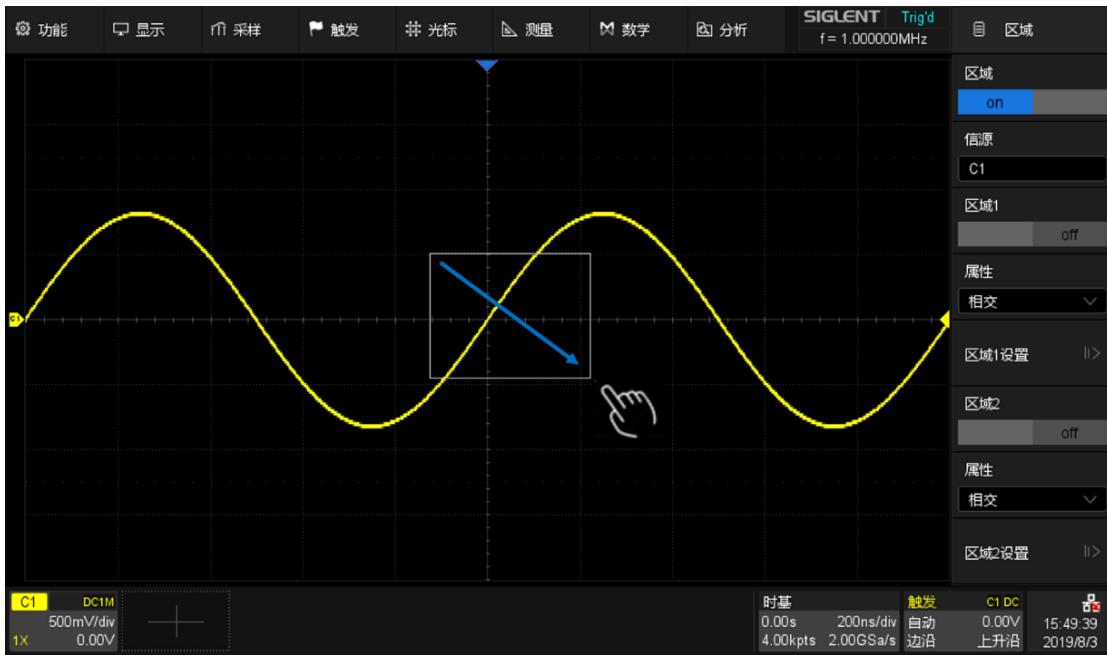 功能 显示 采样 触发 光标 测量 数学 分析
SIGLENT Trig'd
f = 1.000000MHz
区域
区域
on
信源
C1
区域1
off
属性
相交
区域1设置
区域2
off
属性
相交
区域2设置
C1
C1 DC1M
500mV/div
1X 0.00V
时基
0.00s 200ns/div
4.00kpts 2.00GSa/s
触发 C1 DC
自动 0.00V
边沿 上升沿
15:49:39
2019/8/3